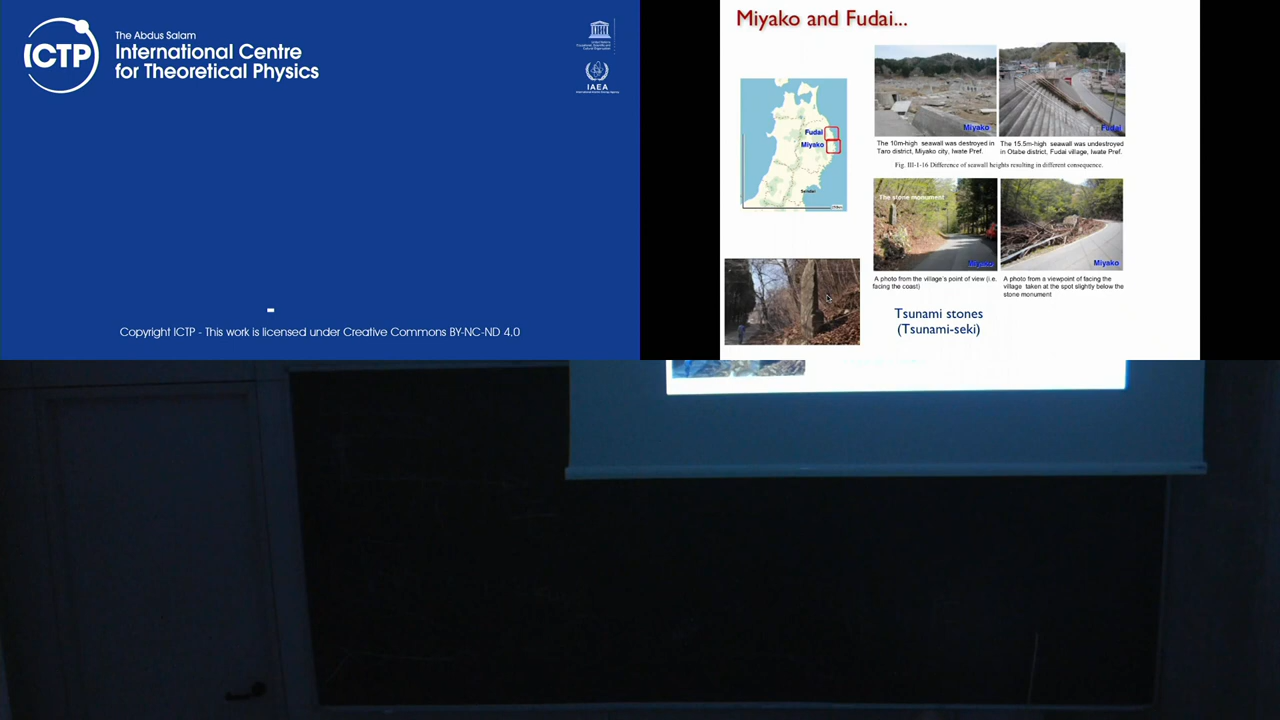 ICTP
The Abdus Salam
International Centre
for Theoretical Physics
IAEA
Copyright ICTP - This work is licensed under Creative Commons BY-NC-ND 4.0
Miyako and Fudai...
Fudai
Miyako
Miyako
Fudai
The 10m-high seawall was destroyed in
Taro district, Miyako city, Iwate Pref.
The 15.5m-high seawall was undestroyed
in Otabe district, Fudai village, Iwate Pref.
Fig. III-1-16 Difference of seawall heights resulting in different consequence.
The stone monument
Miyako
Miyako
A photo from the village's point of view (i.e.
facing the coast)
A photo from a viewpoint of facing the
village taken at the spot slightly below the
stone monument
Tsunami stones
(Tsunami-seki)